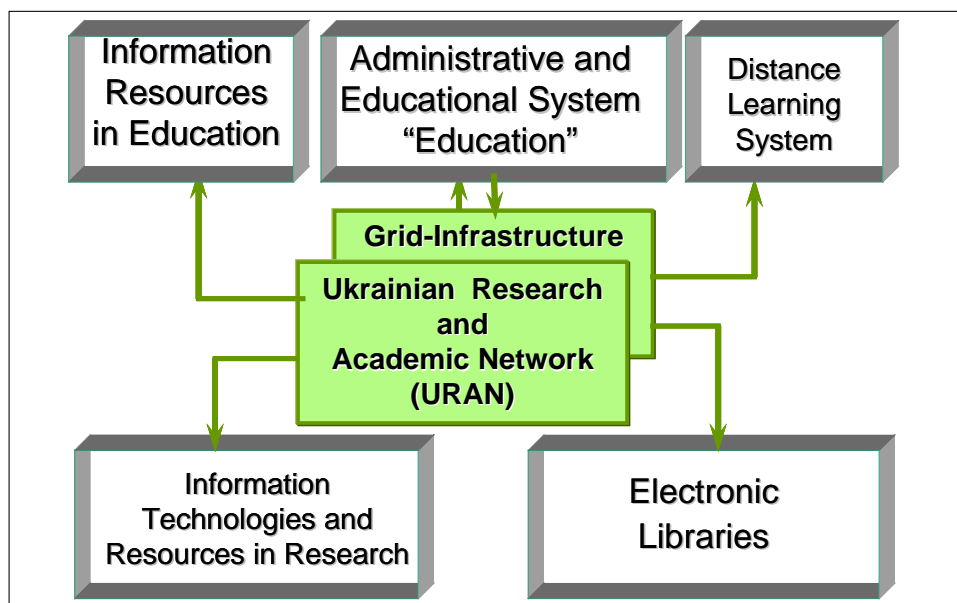 Information
Resources
in Education
Administrative and
Educational System
“Education”
Distance
Learning
System
Grid-Infrastructure
Ukrainian Research
and
Academic Network
(URAN)
Information
Technologies and
Resources in Research
Electronic
Libraries